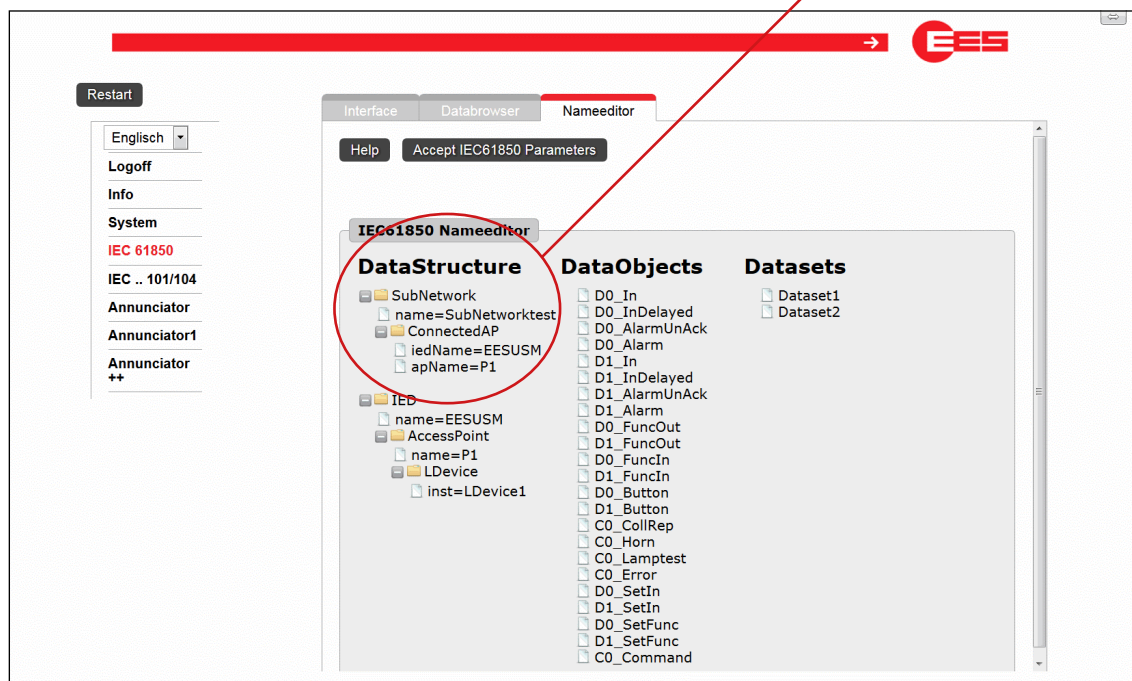 EES
Restart
Englisch
Logoff
Info
System
IEC 61850
IEC .. 101/104
Annunciator
Annunciator1
Annunciator
++
Interface
Databrowser
Nameeditor
Help
Accept IEC61850 Parameters
IEC61850 Nameeditor
DataStructure
SubNetwork
name=SubNetworktest
ConnectedAP
iedName=EESUSM
apName=P1
IED
name=EESUSM
AccessPoint
name=P1
LDevice
inst=LDevice1
DataObjects
D0_In
D0_InDelayed
D0_AlarmUnAck
D0_Alarm
D1_In
D1_InDelayed
D1_AlarmUnAck
D1_Alarm
D0_FuncOut
D1_FuncOut
D0_FuncIn
D1_FuncIn
D0_Button
D1_Button
C0_CollRep
C0_Horn
C0_Lamptest
C0_Error
D0_SetIn
D1_SetIn
D0_SetFunc
D1_SetFunc
C0_Command
Datasets
Dataset1
Dataset2